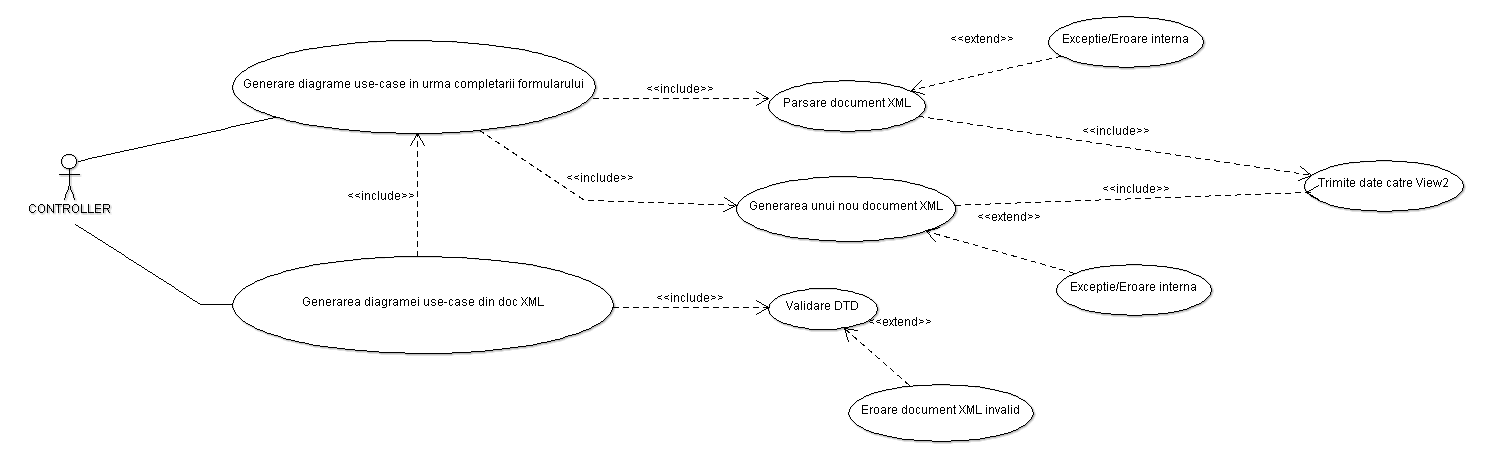 <<extend>>
Exceptie/Eroare interna
Generare diagrame use-case in urma completarii formularului
<<include>>
Parsare document XML
<<include>>
<<include>>
Trimite date catre View2
<<include>>
<<include>>
CONTROLLER
Generarea unui nou document XML
<<extend>>
Exceptie/Eroare interna
Generarea diagramei use-case din doc XML
<<include>>
Validare DTD
<<extend>>
Eroare document XML invalid